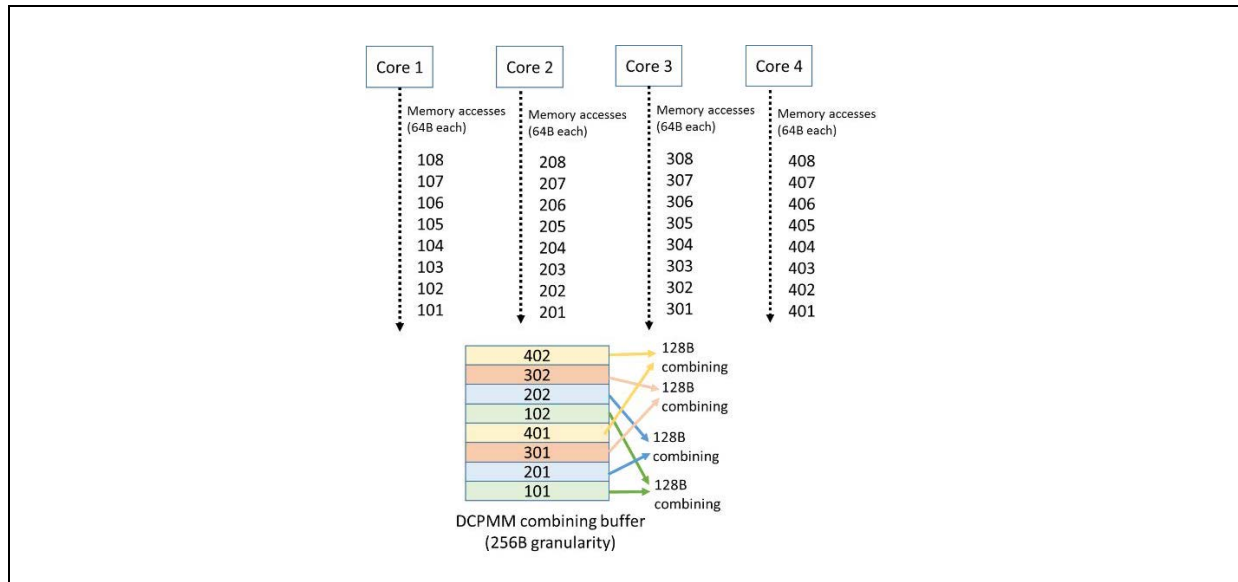 Core 1
Core 2
Core 3
Core 4
Memory accesses
(64B each)
Memory accesses
(64B each)
Memory accesses
(64B each)
Memory accesses
(64B each)
108
107
106
105
104
103
102
101
208
207
206
205
204
203
202
201
308
307
306
305
304
303
302
301
408
407
406
405
404
403
402
401
402
302
202
102
401
301
201
101
128B
combining
128B
combining
128B
combining
128B
combining
DCPMM combining buffer
(256B granularity)